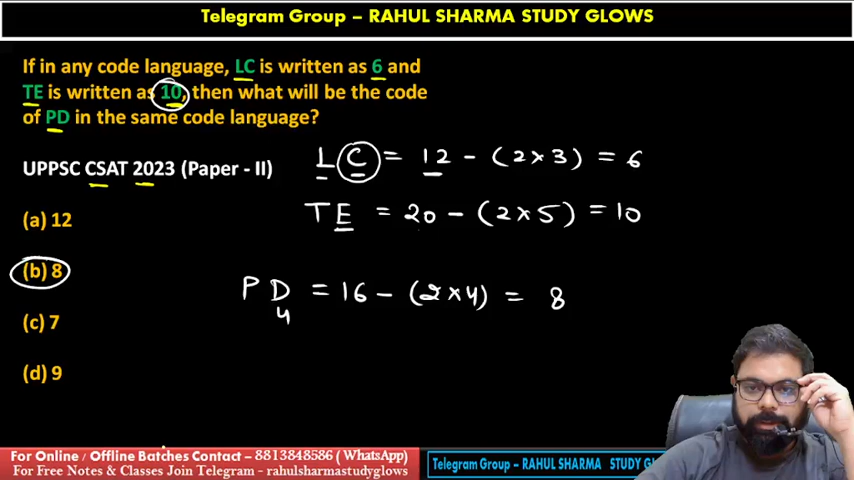 Telegram Group – RAHUL SHARMA STUDY GLOWS
If in any code language, LC is written as 6 and
TE is written as 10, then what will be the code
of PD in the same code language?
L C = 12 - (2×3) = 6
UPPSC CSAT 2023 (Paper - II)
TE = 20 - (2×5) = 10
(a) 12
(b) 8
PD = 16 - (2×4) = 8
4
(c) 7
(d) 9
For Online / Offline Batches Contact – 8813848586 ( WhatsApp)
For Free Notes & Classes Join Telegram - rahulsharmastudyglows
Telegram Group – RAHUL SHARMA STUDY GL